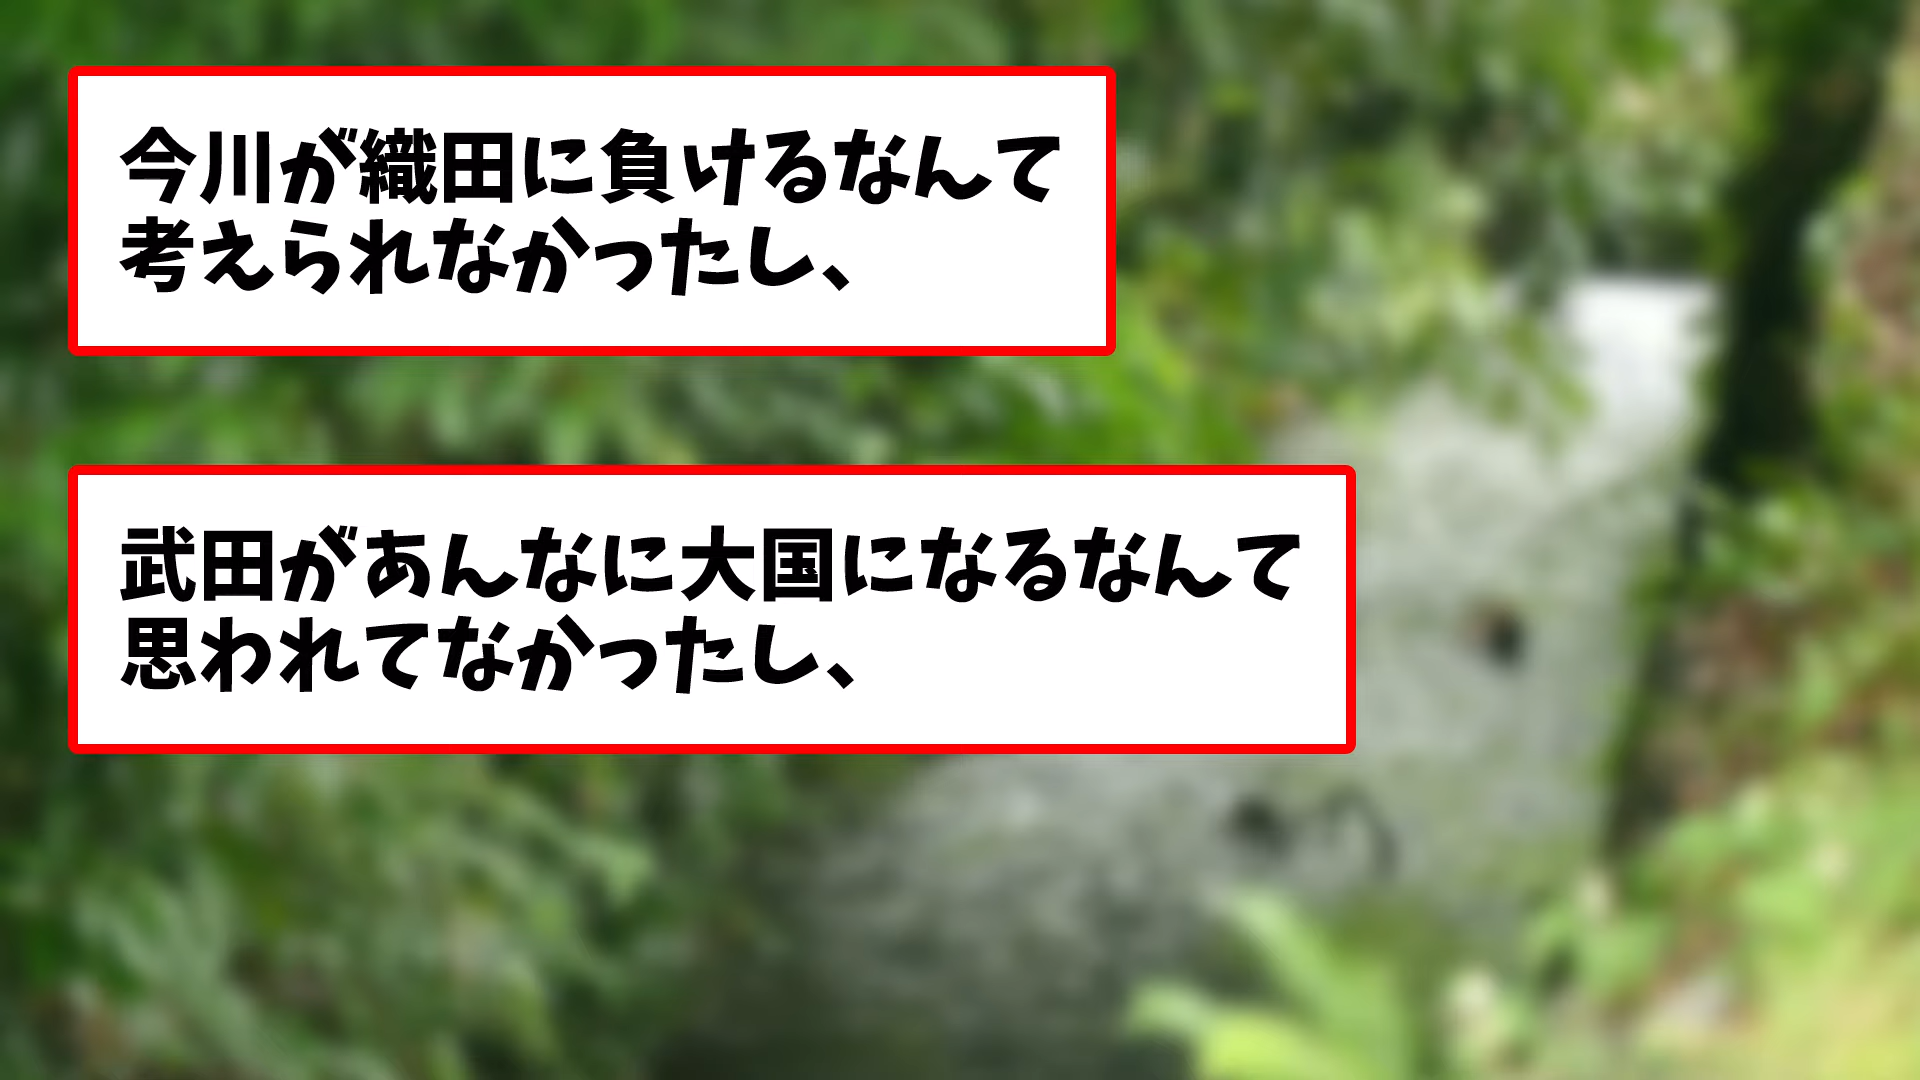 今川が織田に負けるなんて
考えられなかったし、
武田があんなに大国になるなんて
思われてなかったし、